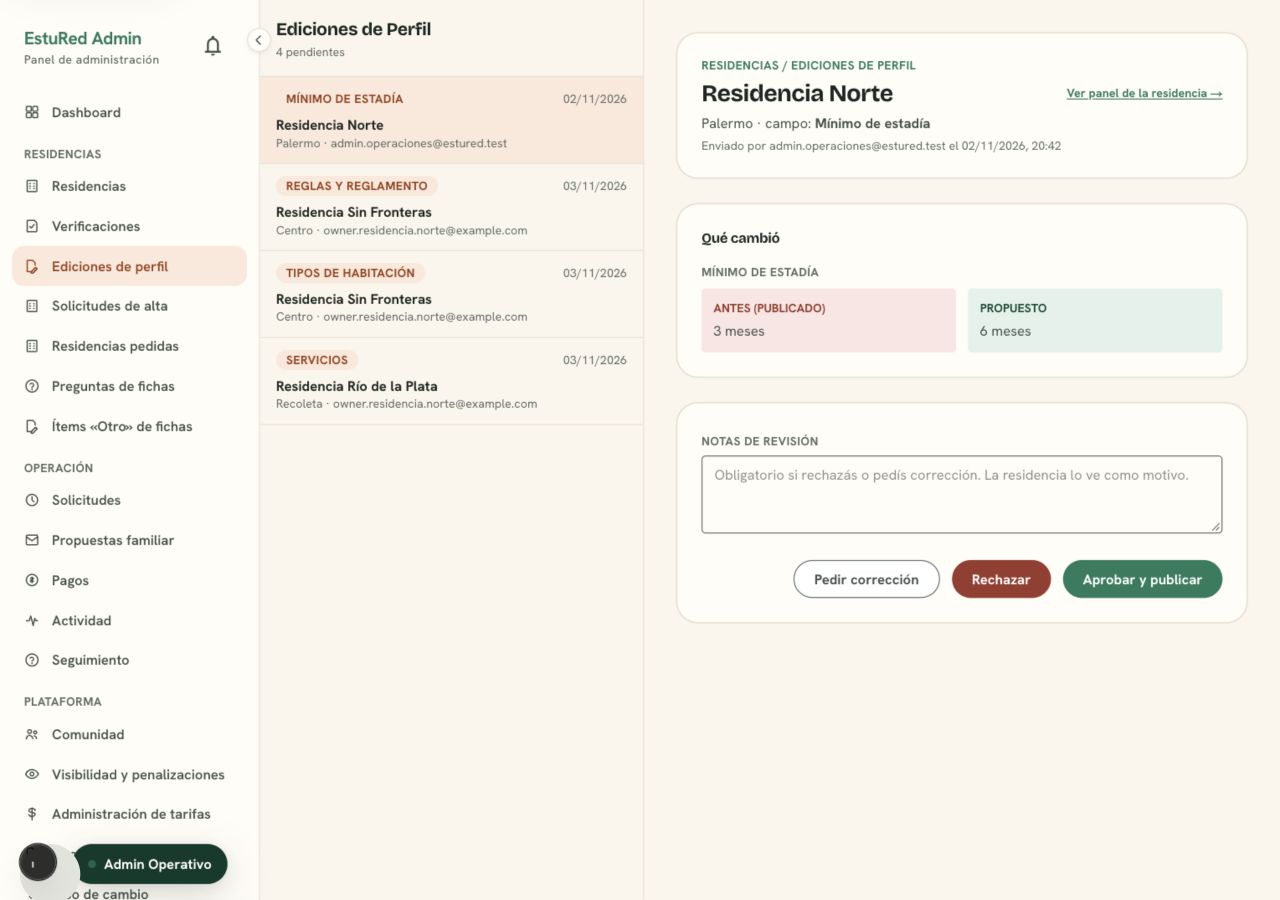 EstuRed Admin
Panel de administración
Dashboard
RESIDENCIAS
Residencias
Verificaciones
Ediciones de perfil
Solicitudes de alta
Residencias pedidas
Preguntas de fichas
Ítems «Otro» de fichas
OPERACIÓN
Solicitudes
Propuestas familiar
Pagos
Actividad
Seguimiento
PLATAFORMA
Comunidad
Visibilidad y penalizaciones
Administración de tarifas
Admin Operativo
o de cambio
Ediciones de Perfil
4 pendientes
MÍNIMO DE ESTADÍA 02/11/2026
Residencia Norte
Palermo · admin.operaciones@estured.test
REGLAS Y REGLAMENTO 03/11/2026
Residencia Sin Fronteras
Centro · owner.residencia.norte@example.com
TIPOS DE HABITACIÓN 03/11/2026
Residencia Sin Fronteras
Centro · owner.residencia.norte@example.com
SERVICIOS 03/11/2026
Residencia Río de la Plata
Recoleta · owner.residencia.norte@example.com
RESIDENCIAS / EDICIONES DE PERFIL
Residencia Norte
Ver panel de la residencia →
Palermo · campo: Mínimo de estadía
Enviado por admin.operaciones@estured.test el 02/11/2026, 20:42
Qué cambió
MÍNIMO DE ESTADÍA
ANTES (PUBLICADO)
3 meses
PROPUESTO
6 meses
NOTAS DE REVISIÓN
Obligatorio si rechazás o pedís corrección. La residencia lo ve como motivo.
Pedir corrección
Rechazar
Aprobar y publicar